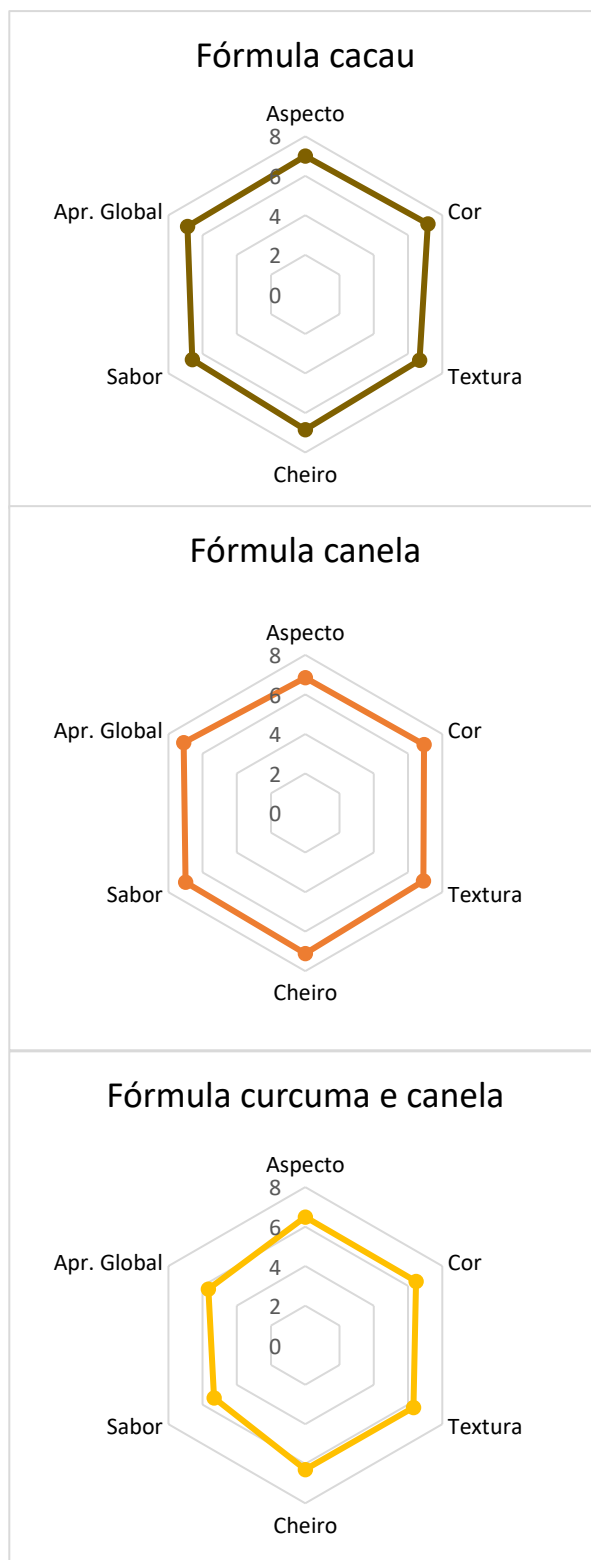 Fórmula cacau
Aspecto
8
6
4
2
0
Cor
Textura
Cheiro
Sabor
Apr. Global
Fórmula canela
Aspecto
8
6
4
2
0
Cor
Textura
Cheiro
Sabor
Apr. Global
Fórmula curcuma e canela
Aspecto
8
6
4
2
0
Cor
Textura
Cheiro
Sabor
Apr. Global